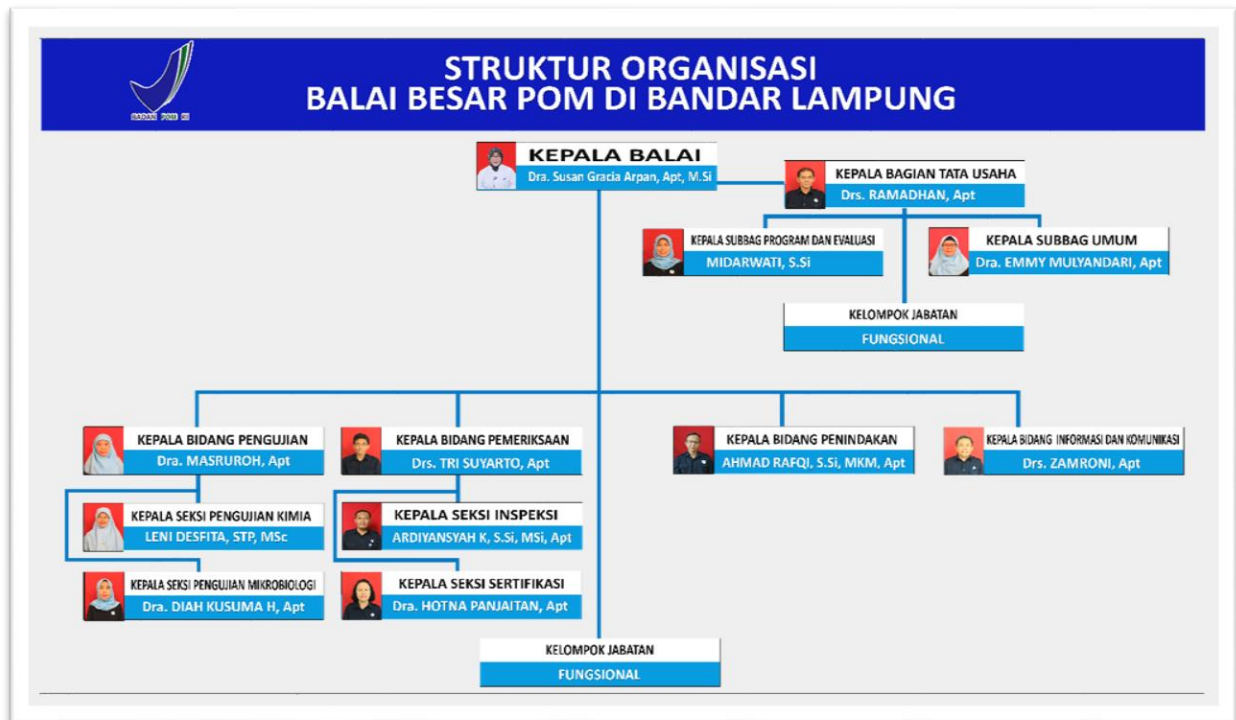 STRUKTUR ORGANISASI
BALAI BESAR POM DI BANDAR LAMPUNG
BADAN POM RI
KEPALA BALAI
Dra. Susan Gracia Arpan, Apt, M.Si
KEPALA BAGIAN TATA USAHA
Drs. RAMADHAN, Apt
KEPALA SUBBAG PROGRAM DAN EVALUASI
MIDARWATI, S.Si
KEPALA SUBBAG UMUM
Dra. EMMY MULYANDARI, Apt
KELOMPOK JABATAN
FUNGSIONAL
KEPALA BIDANG PENGUJIAN
Dra. MASRUROH, Apt
KEPALA BIDANG PEMERIKSAAN
Drs. TRI SUYARTO, Apt
KEPALA BIDANG PENINDAKAN
AHMAD RAFQI, S.Si, MKM, Apt
KEPALA BIDANG INFORMASI DAN KOMUNIKASI
Drs. ZAMRONI, Apt
KEPALA SEKSI PENGUJIAN KIMIA
LENI DESFITA, STP, MSc
KEPALA SEKSI INSPEKSI
ARDIYANSYAH K, S.Si, MSi, Apt
KEPALA SEKSI PENGUJIAN MIKROBIOLOGI
Dra. DIAH KUSUMA H, Apt
KEPALA SEKSI SERTIFIKASI
Dra. HOTNA PANJAITAN, Apt
KELOMPOK JABATAN
FUNGSIONAL